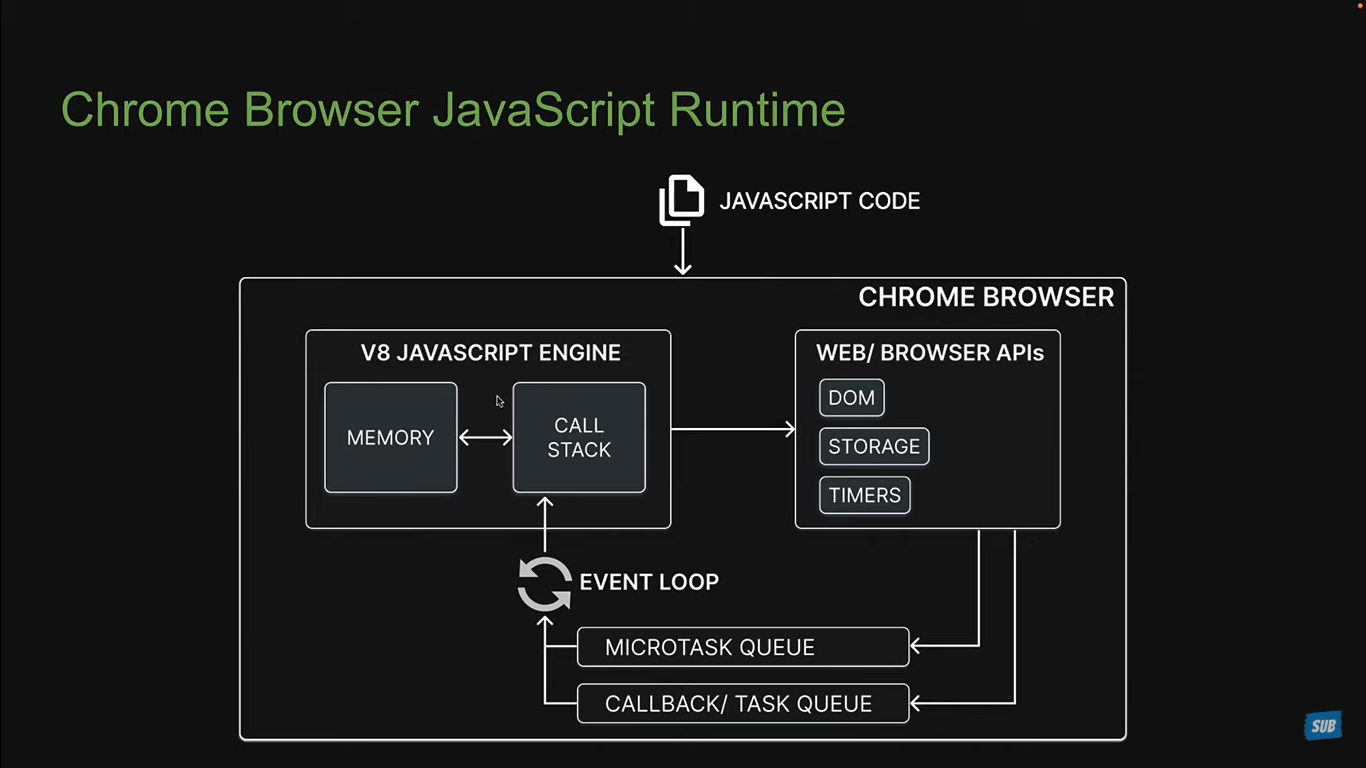 Chrome Browser JavaScript Runtime
JAVASCRIPT CODE
CHROME BROWSER
V8 JAVASCRIPT ENGINE
MEMORY
CALL
STACK
WEB/ BROWSER APIs
DOM
STORAGE
TIMERS
EVENT LOOP
MICROTASK QUEUE
CALLBACK/ TASK QUEUE
SUB